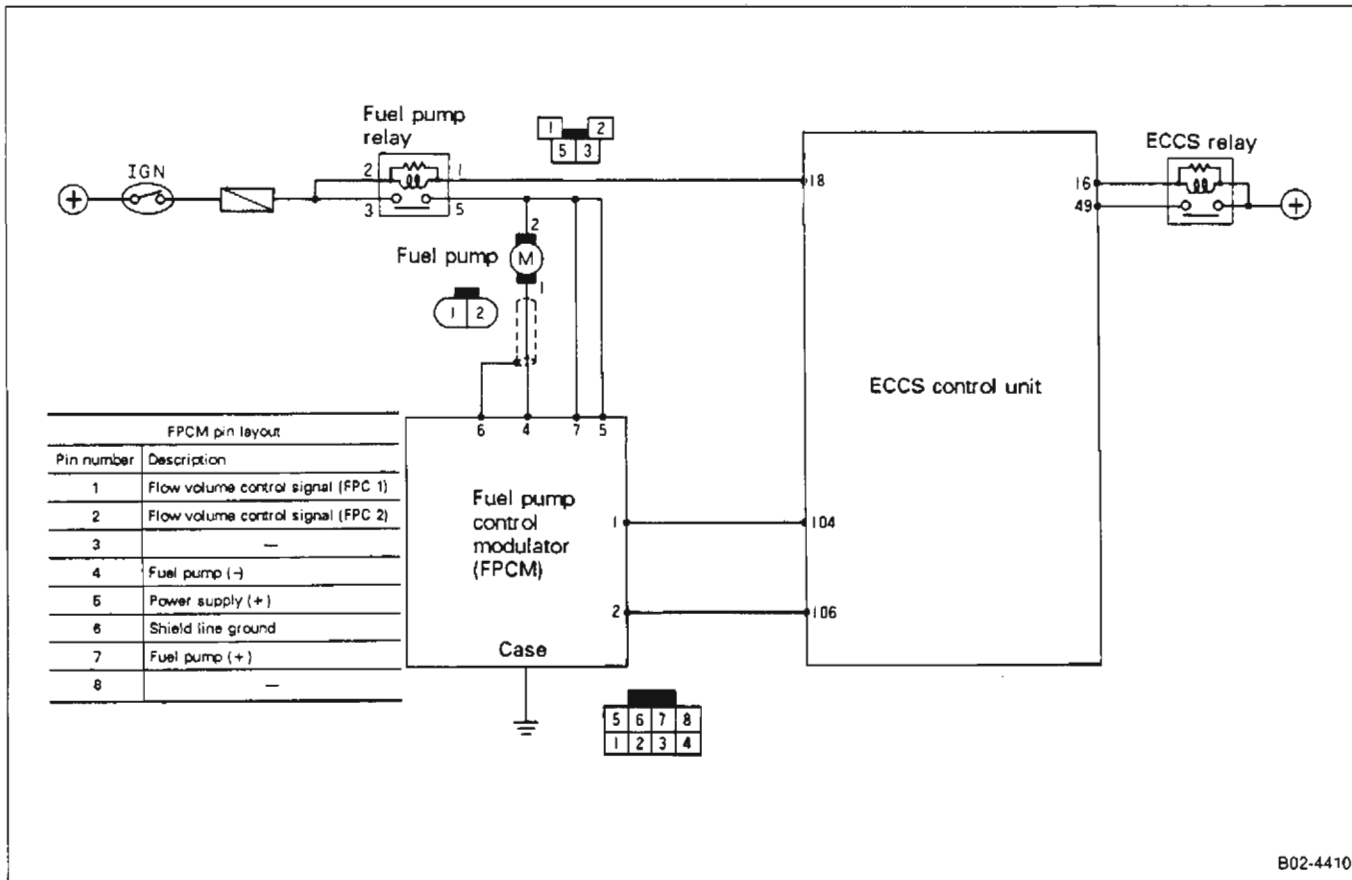 Fuel pump
relay
1 2
5 3
IGN
2 1
3 5
18
16
49
ECCS relay
2
Fuel pump M
1
1 2
ECCS control unit
FPCM pin layout
Pin number Description
1 Flow volume control signal (FPC 1)
2 Flow volume control signal (FPC 2)
3 —
4 Fuel pump (-)
5 Power supply (+)
6 Shield line ground
7 Fuel pump (+)
8 —
6 4 7 5
Fuel pump
control
modulator
(FPCM)
1 104
2 106
Case
5 6 7 8
1 2 3 4
B02-4410